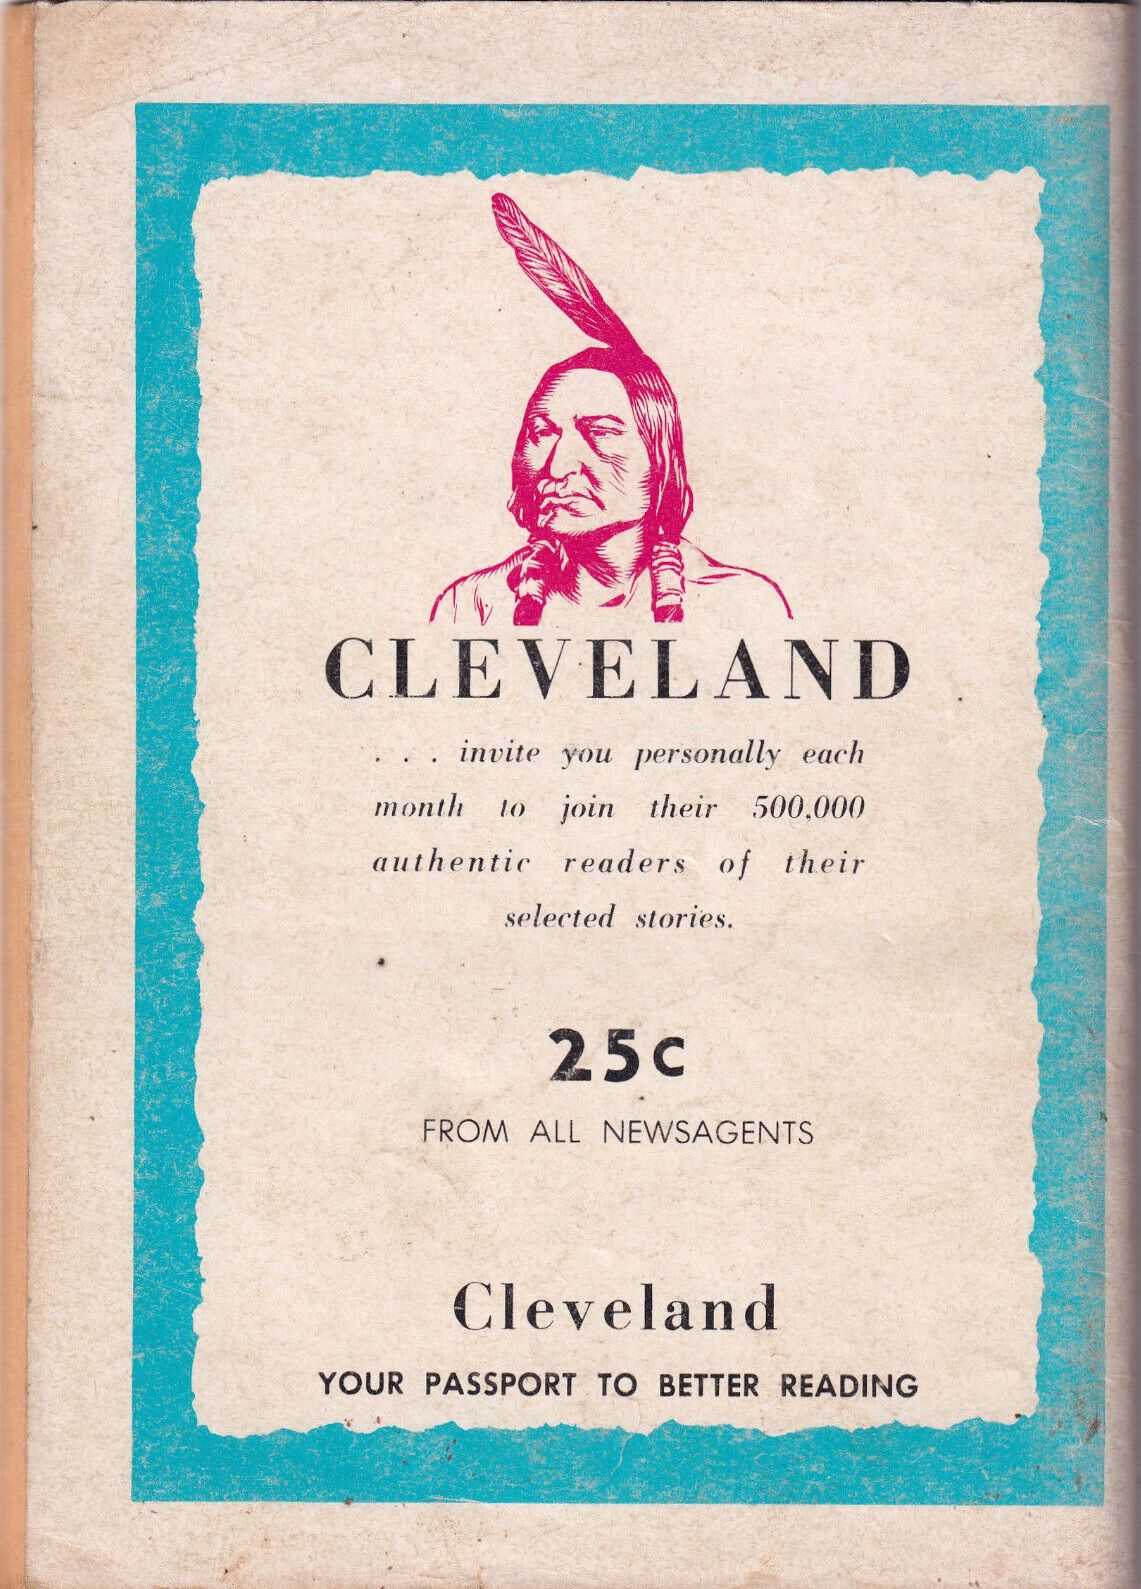 CLEVELAND
. . . invite you personally each
month to join their 500,000
authentic readers of their
selected stories.
25c
FROM ALL NEWSAGENTS
Cleveland
YOUR PASSPORT TO BETTER READING